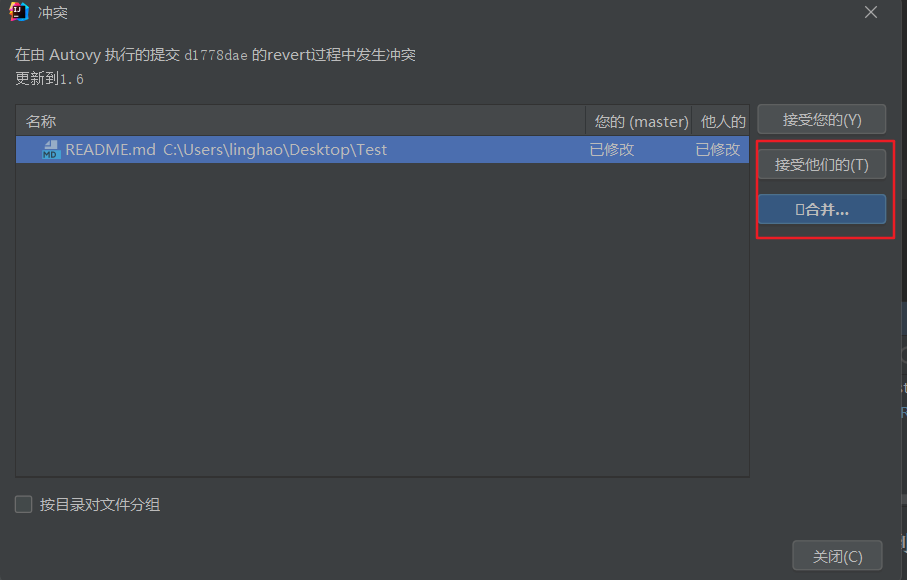 冲突
在由 Autovy 执行的提交 d1778dae 的revert过程中发生冲突
更新到1.6
名称 您的 (master) 他人的
README.md C:\Users\linghao\Desktop\Test 已修改 已修改
接受您的(Y)
接受他们的(T)
合并...
按目录对文件分组
关闭(C)